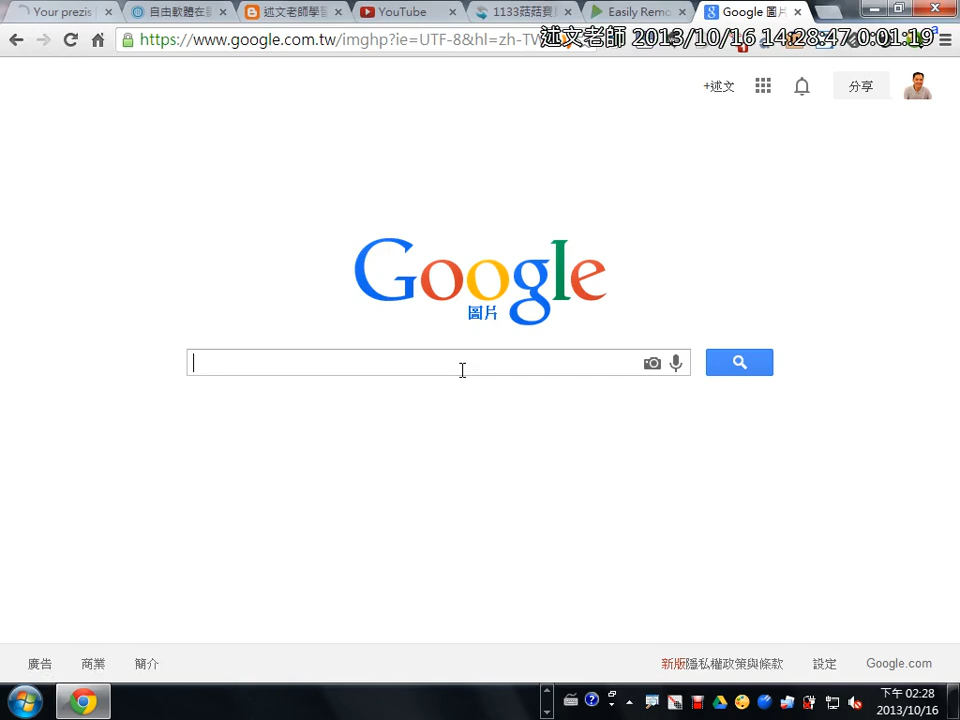 Your prezis
自由軟體在
述文老師學
YouTube
1133菇菇寶
Easily Remo
Google 圖片
https://www.google.com.tw/imghp?ie=UTF-8&hl=zh-TW
述文老師 2013/10/16 14:28:47 0:01:19
+述文
分享
Google
圖片
廣告 商業 簡介
新版隱私權政策與條款 設定 Google.com
下午 02:28
2013/10/16